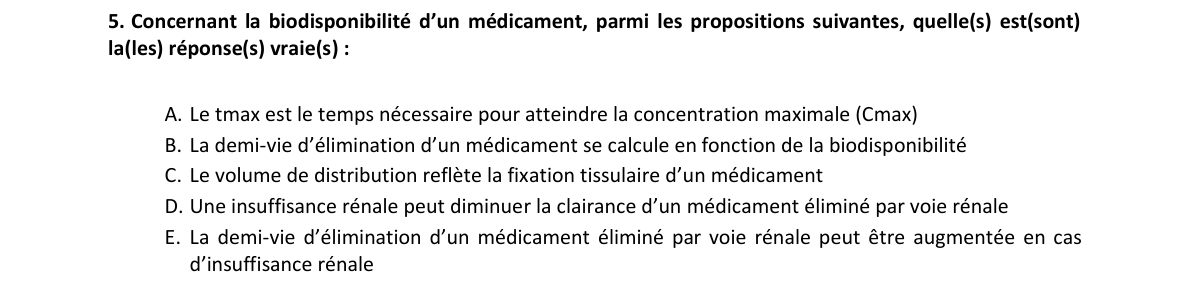 5. Concernant la biodisponibilité d’un médicament, parmi les propositions suivantes, quelle(s) est(sont)
la(les) réponse(s) vraie(s) :
A. Le tmax est le temps nécessaire pour atteindre la concentration maximale (Cmax)
B. La demi-vie d’élimination d’un médicament se calcule en fonction de la biodisponibilité
C. Le volume de distribution reflète la fixation tissulaire d’un médicament
D. Une insuffisance rénale peut diminuer la clairance d’un médicament éliminé par voie rénale
E. La demi-vie d’élimination d’un médicament éliminé par voie rénale peut être augmentée en cas
d’insuffisance rénale